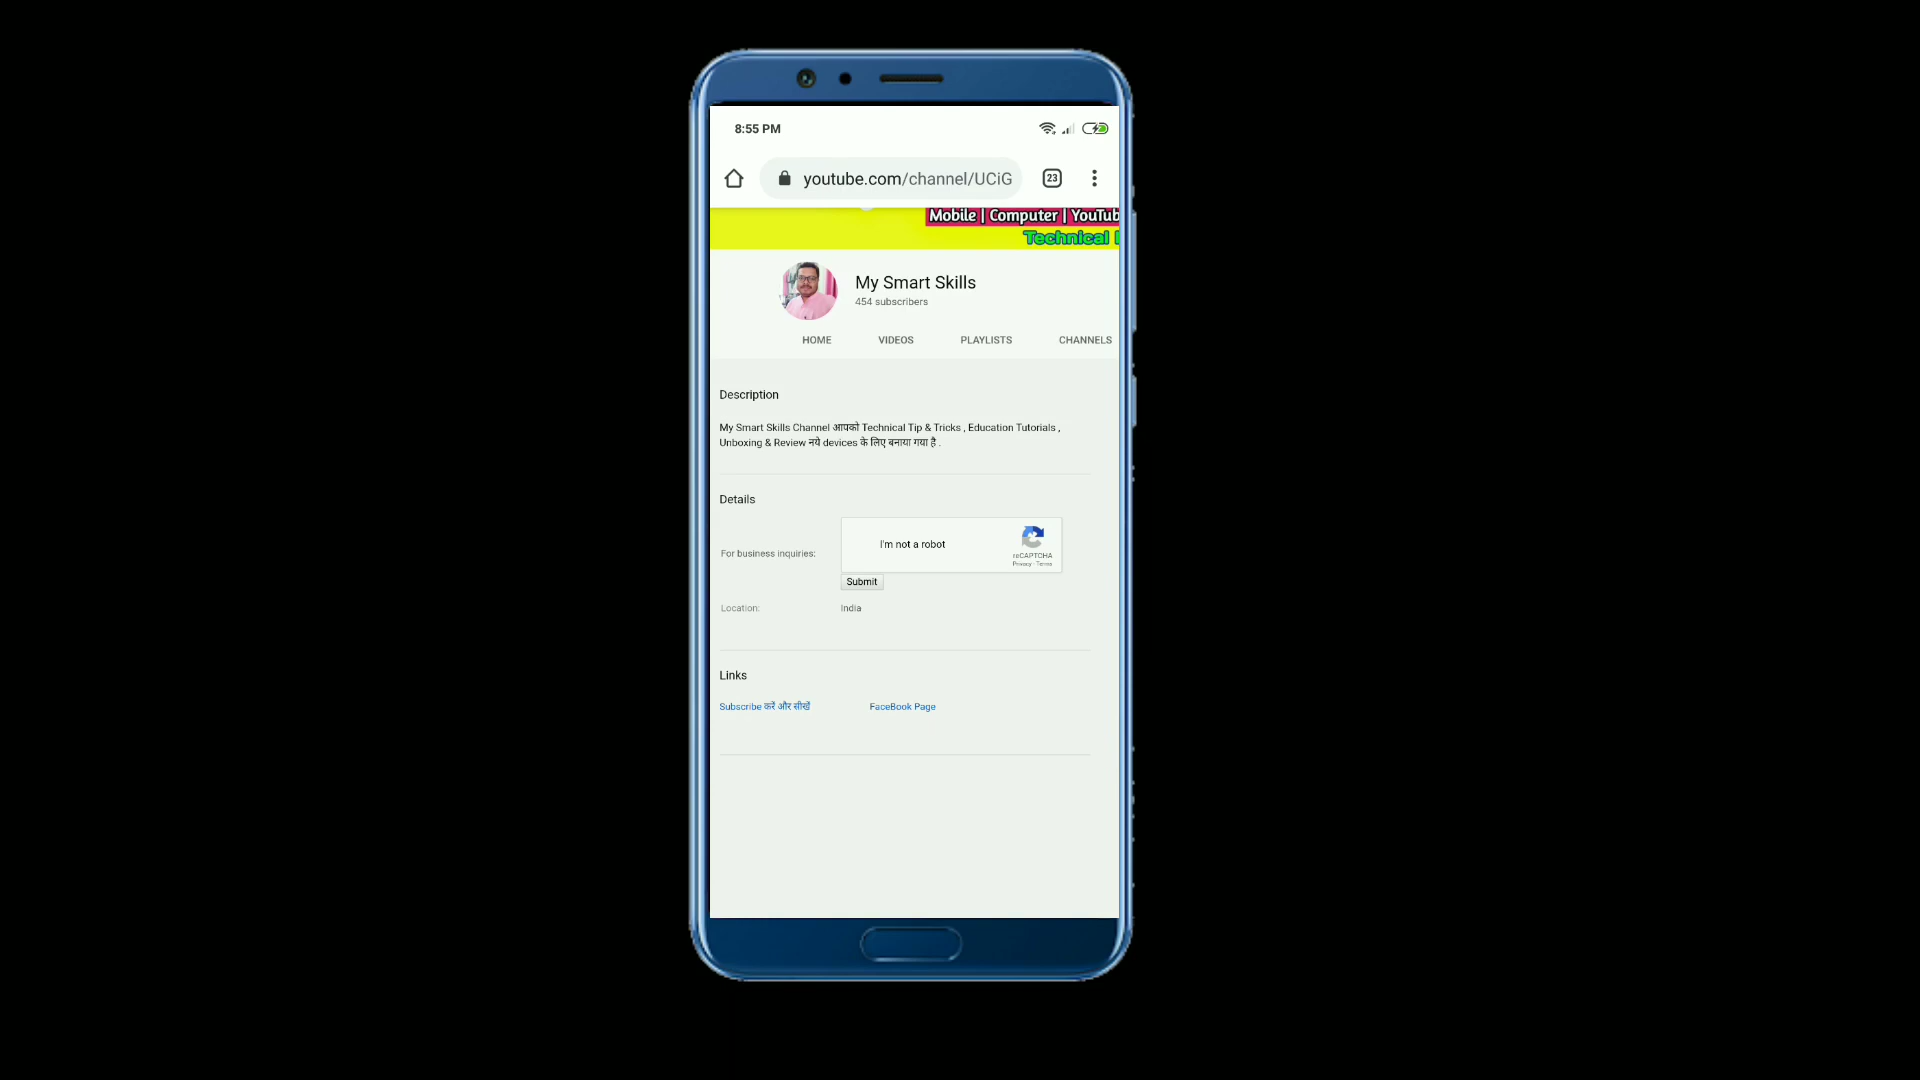 8:55 PM
youtube.com/channel/UCiG
23
Mobile | Computer | YouTub
Technical
My Smart Skills
454 subscribers
HOME VIDEOS PLAYLISTS CHANNELS
Description
My Smart Skills Channel आपको Technical Tip & Tricks , Education Tutorials ,
Unboxing & Review नये devices के लिए बनाया गया है .
Details
For business inquiries:
I'm not a robot
reCAPTCHA
Privacy - Terms
Submit
Location: India
Links
Subscribe करें और सीखें FaceBook Page